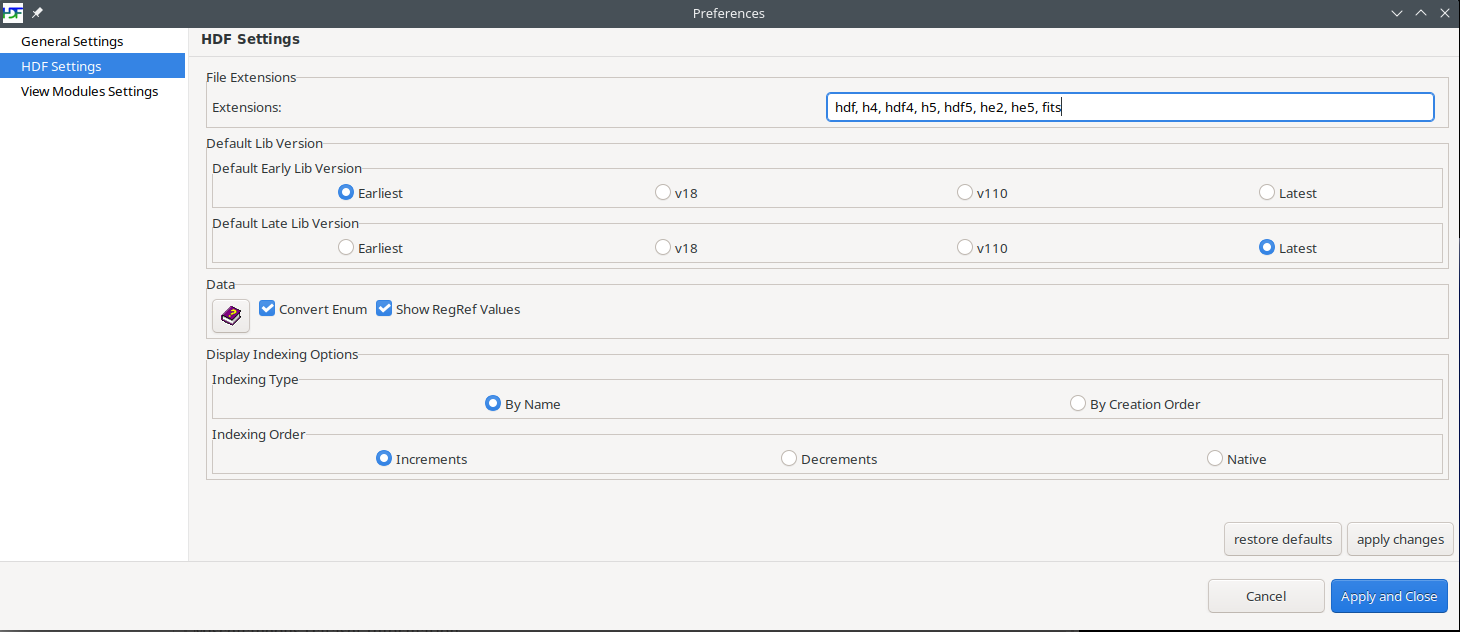 Preferences
General Settings
HDF Settings
View Modules Settings
HDF Settings
File Extensions
Extensions: hdf, h4, hdf4, h5, hdf5, he2, he5, fits
Default Lib Version
Default Early Lib Version
Earliest v18 v110 Latest
Default Late Lib Version
Earliest v18 v110 Latest
Data
Convert Enum Show RegRef Values
Display Indexing Options
Indexing Type
By Name By Creation Order
Indexing Order
Increments Decrements Native
restore defaults apply changes
Cancel Apply and Close